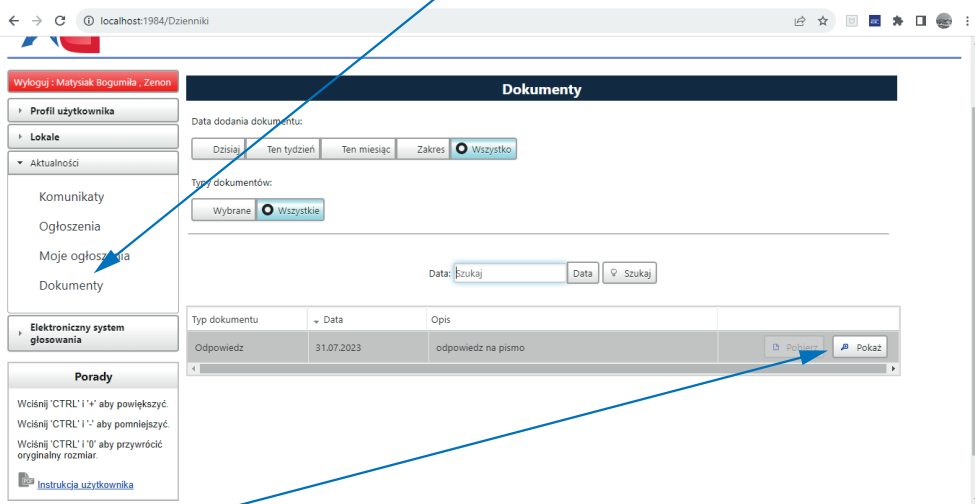 localhost:1984/Dzienniki
Wyloguj : Matysiak Bogumiła , Zenon
Profil użytkownika
Lokale
Aktualności
Komunikaty
Ogłoszenia
Moje ogłoszenia
Dokumenty
Elektroniczny system
głosowania
Porady
Wciśnij 'CTRL' i '+' aby powiększyć.
Wciśnij 'CTRL' i '-' aby pomniejszyć.
Wciśnij 'CTRL' i '0' aby przywrócić
oryginalny rozmiar.
Instrukcja użytkownika
Dokumenty
Data dodania dokumentu:
Dzisiaj Ten tydzień Ten miesiąc Zakres Wszystko
Typy dokumentów:
Wybrane Wszystkie
Data: Szukaj Data Szukaj
Typ dokumentu Data Opis
Odpowiedz 31.07.2023 odpowiedz na pismo Pobierz Pokaż